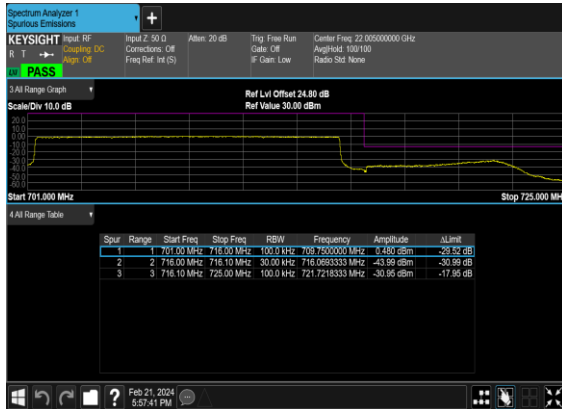 Spectrum Analyzer 1
Spurious Emissions
KEYSIGHT Input: RF Input Z: 50 Ω Atten: 20 dB Trig: Free Run Center Freq: 22.005000000 GHz
R T Coupling: DC Corrections: Off Gate: Off Avg|Hold: 100/100
Align: Off Freq Ref: Int (S) IF Gain: Low Radio Std: None
PASS
3 All Range Graph
Ref Lvl Offset 24.80 dB
Scale/Div 10.0 dB Ref Value 30.00 dBm
20.0
10.0
0.00
-10.0
-20.0
-30.0
-40.0
-50.0
-60.0
Start 701.000 MHz Stop 725.000 MH
4 All Range Table
Spur Range Start Freq Stop Freq RBW Frequency Amplitude ΔLimit
1 1 701.00 MHz 716.00 MHz 100.0 kHz 709.7500000 MHz 0.480 dBm -29.52 dB
2 2 716.00 MHz 716.10 MHz 30.00 kHz 716.0693333 MHz -43.99 dBm -30.99 dB
3 3 716.10 MHz 725.00 MHz 100.0 kHz 721.7218333 MHz -30.95 dBm -17.95 dB
? Feb 21, 2024
5:57:41 PM